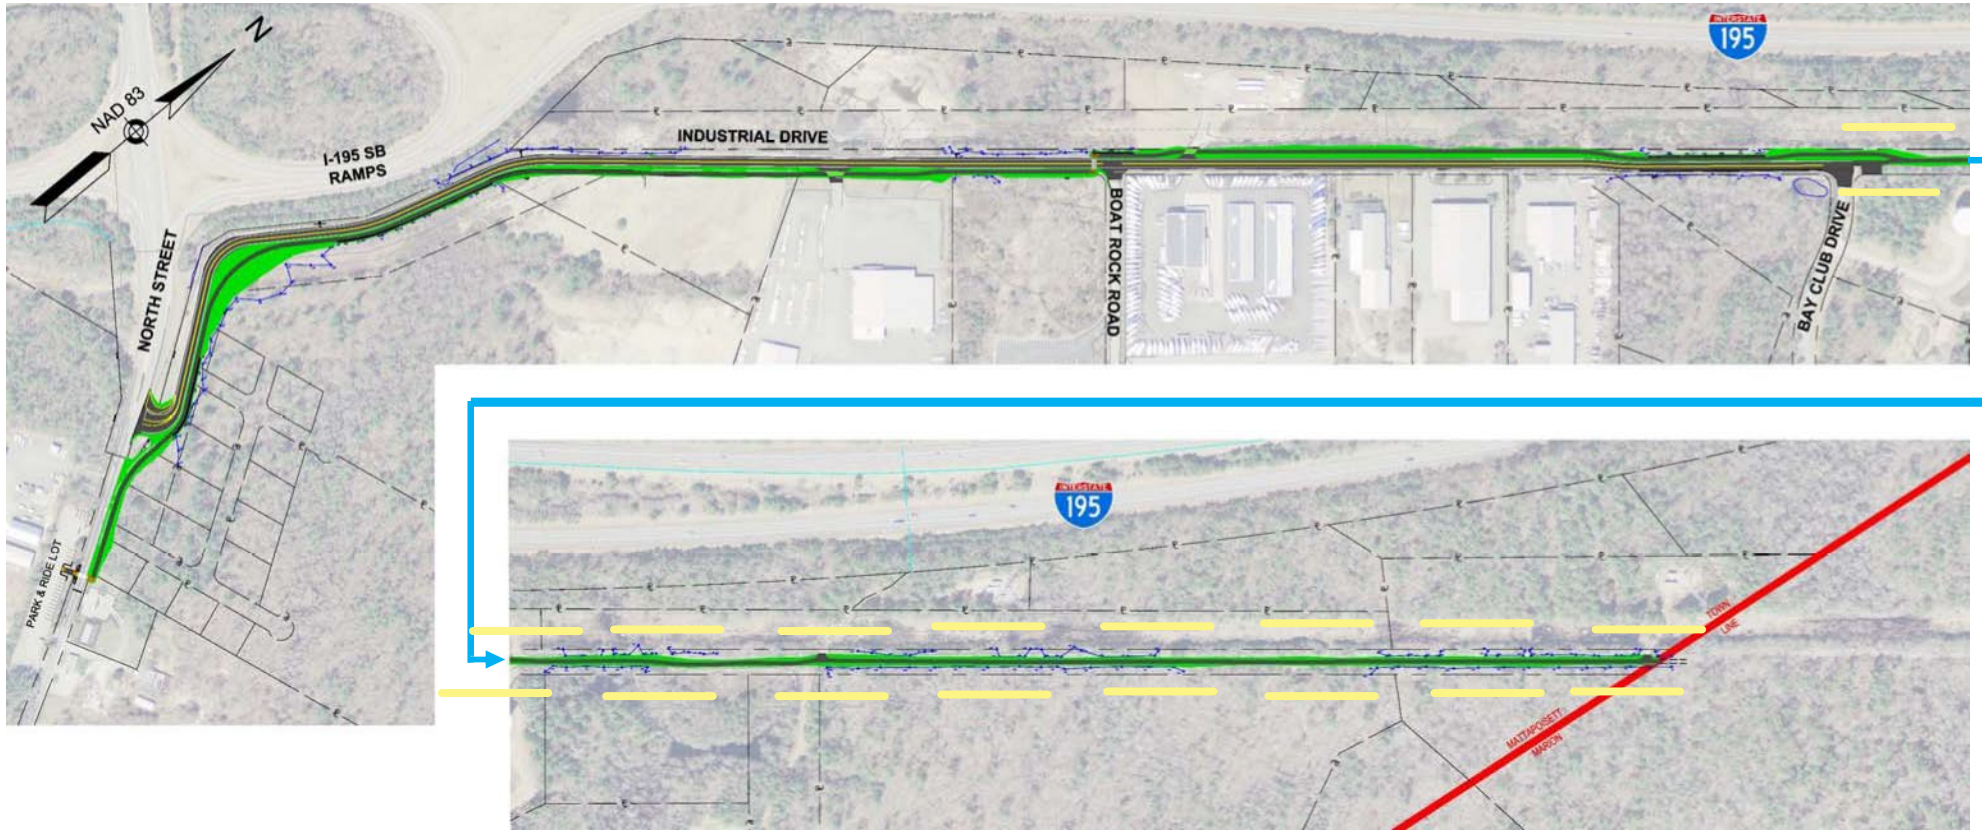 INTERSTATE
195
N
NAD 83
I-195 SB
RAMPS
INDUSTRIAL DRIVE
NORTH STREET
BOAT ROCK ROAD
BAY CLUB DRIVE
PARK & RIDE LOT
INTERSTATE
195
TOWN
LINE
MATTAPOISETT
MARION